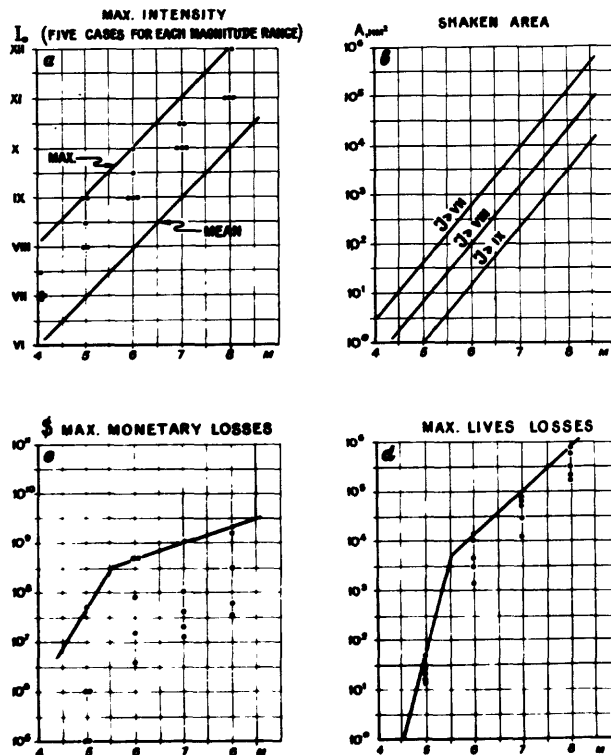 MAX. INTENSITY
I₀ (FIVE CASES FOR EACH MAGNITUDE RANGE)
a
XII
XI
X
IX
VIII
VII
VI
MAX.
MEAN
4 5 6 7 8 M
SHAKEN AREA
A,
б
10⁶
10⁵
10⁴
10³
10²
10¹
10⁰
J ≥ VII
J ≥ VIII
J ≥ IX
4 5 6 7 8 M
$ MAX. MONETARY LOSSES
10¹⁰
10⁹
10⁸
10⁷
10⁶
10⁵
4 5 6 7 8 M
MAX. LIVES LOSSES
d
10⁶
10⁵
10⁴
10³
10²
10¹
10⁰
4 5 6 7 8 M